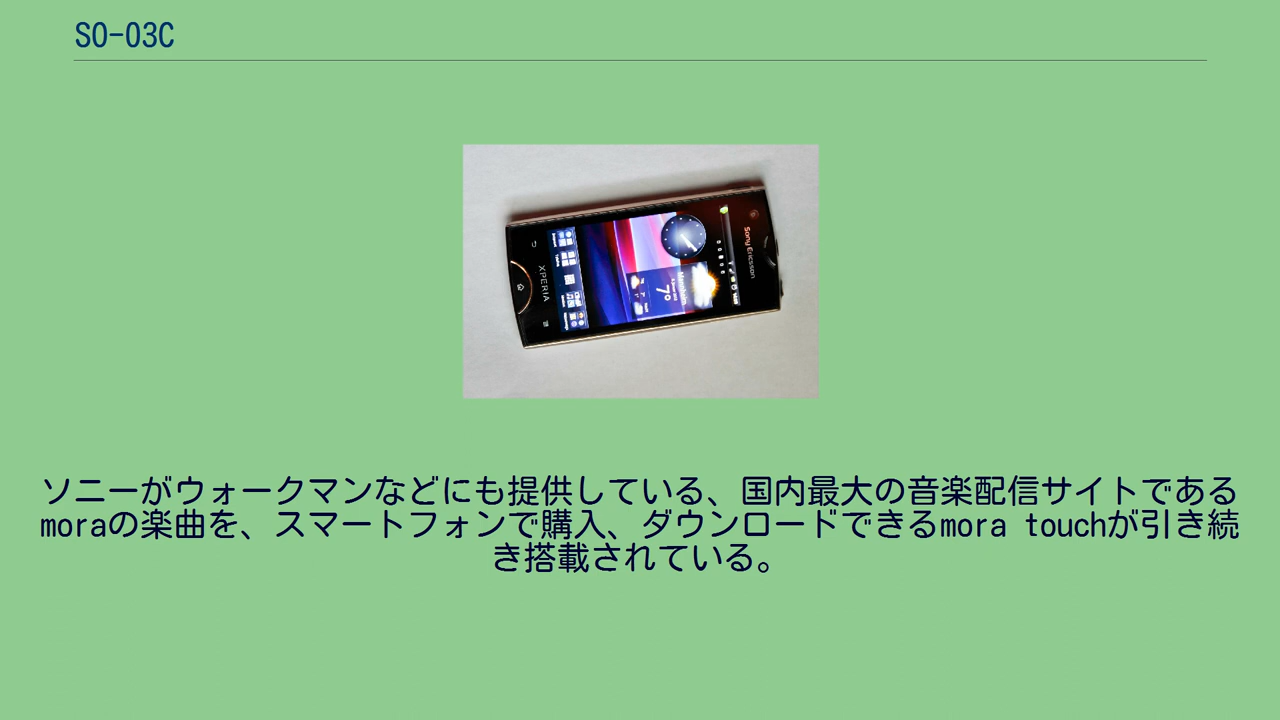 SO-03C
Sony Ericsson
XPERIA
7°
ソニーがウォークマンなどにも提供している、国内最大の音楽配信サイトである
moraの楽曲を、スマートフォンで購入、ダウンロードできるmora touchが引き続
き搭載されている。